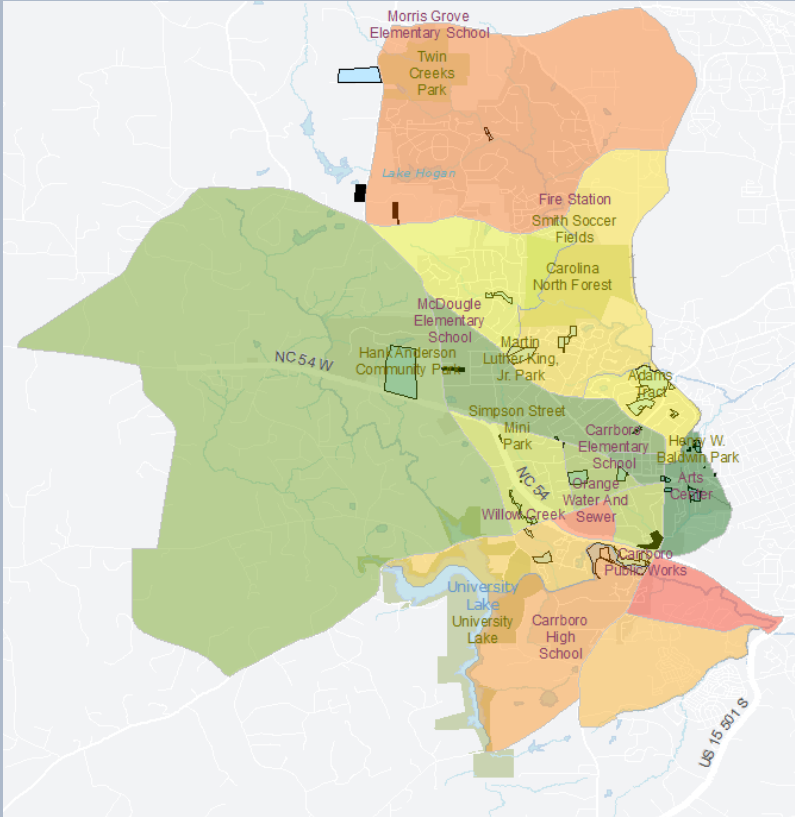 Morris Grove
Elementary School
Twin
Creeks
Park
Lake Hogan
Fire Station
Smith Soccer
Fields
Carolina
North Forest
McDougle
Elementary
School
Martin
Luther King,
Jr. Park
Hank Anderson
Community Park
NC 54 W
Adams
Tract
Simpson Street
Mini
Park
Carrboro
Elementary
School
Henry W.
Baldwin Park
Arts
Center
NC 54
Orange
Water And
Sewer
Willow Creek
Carrboro
Public Works
University
Lake
University
Lake
Carrboro
High
School
US 15 501 S